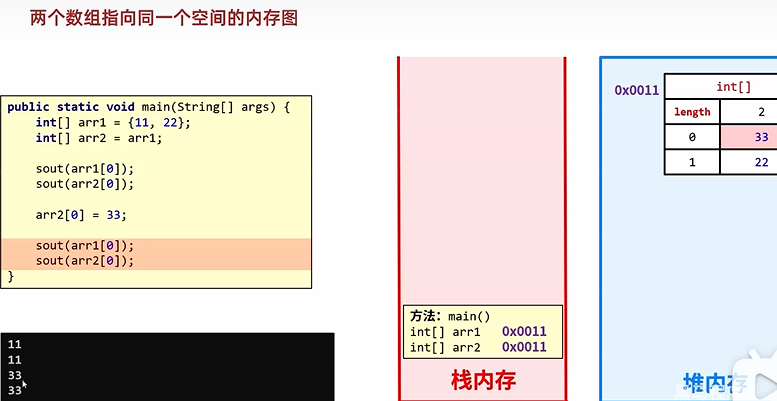 两个数组指向同一个空间的内存图
public static void main(String[] args) {
int[] arr1 = {11, 22};
int[] arr2 = arr1;
sout(arr1[0]);
sout(arr2[0]);
arr2[0] = 33;
sout(arr1[0]);
sout(arr2[0]);
}
11
11
33
33
方法: main()
int[] arr1 0x0011
int[] arr2 0x0011
栈内存
0x0011
int[]
length 2
0 33
1 22
堆内存